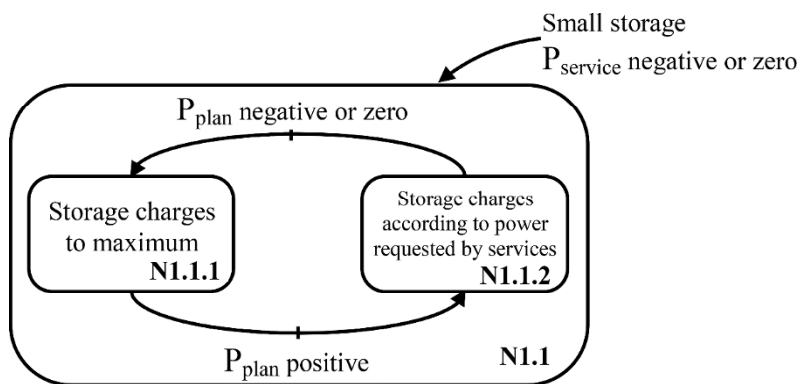 Small storage
Pservice negative or zero
Pplan negative or zero
Storage charges
to maximum
N1.1.1
Storage charges
according to power
requested by services
N1.1.2
Pplan positive
N1.1